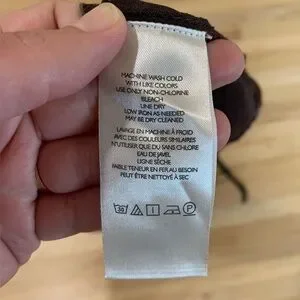 MACHINE WASH COLD
WITH LIKE COLORS
USE ONLY NON-CHLORINE
BLEACH
LINE DRY
LOW IRON AS NEEDED
MAY BE DRY CLEANED
LAVAGE EN MACHINE À FROID
AVEC COULEURS SIMILAIRES
N'UTILISER QUE DU SANS CHLORE
EAU DE JAVEL
LIGNE SÈCHE
FAIBLE TENEUR EN FER AU BESOIN
PEUT ÊTRE NETTOYÉ À SEC
30